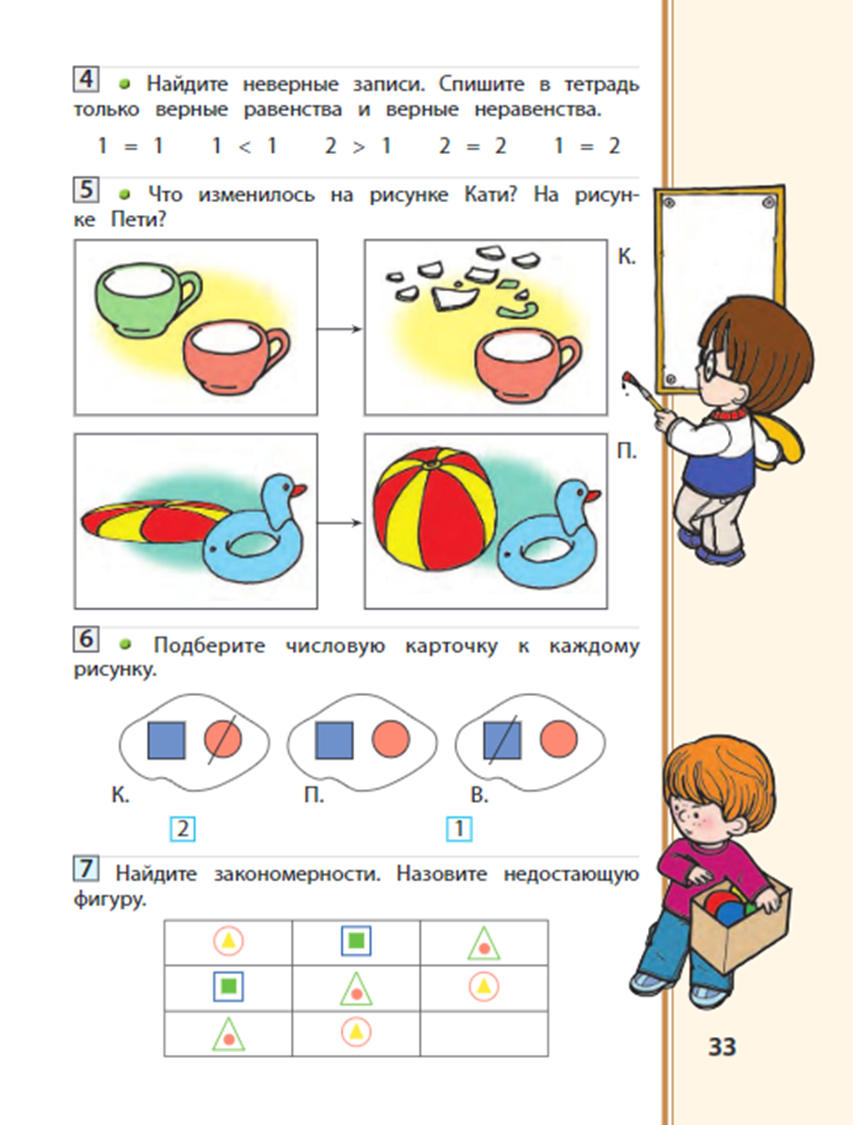 4 • Найдите неверные записи. Спишите в тетрадь
только верные равенства и верные неравенства.
1 = 1 1 < 1 2 > 1 2 = 2 1 = 2
5 • Что изменилось на рисунке Кати? На рисун-
ке Пети?
К.
П.
6 • Подберите числовую карточку к каждому
рисунку.
К. П. В.
2 1
7 Найдите закономерности. Назовите недостающую
фигуру.
33